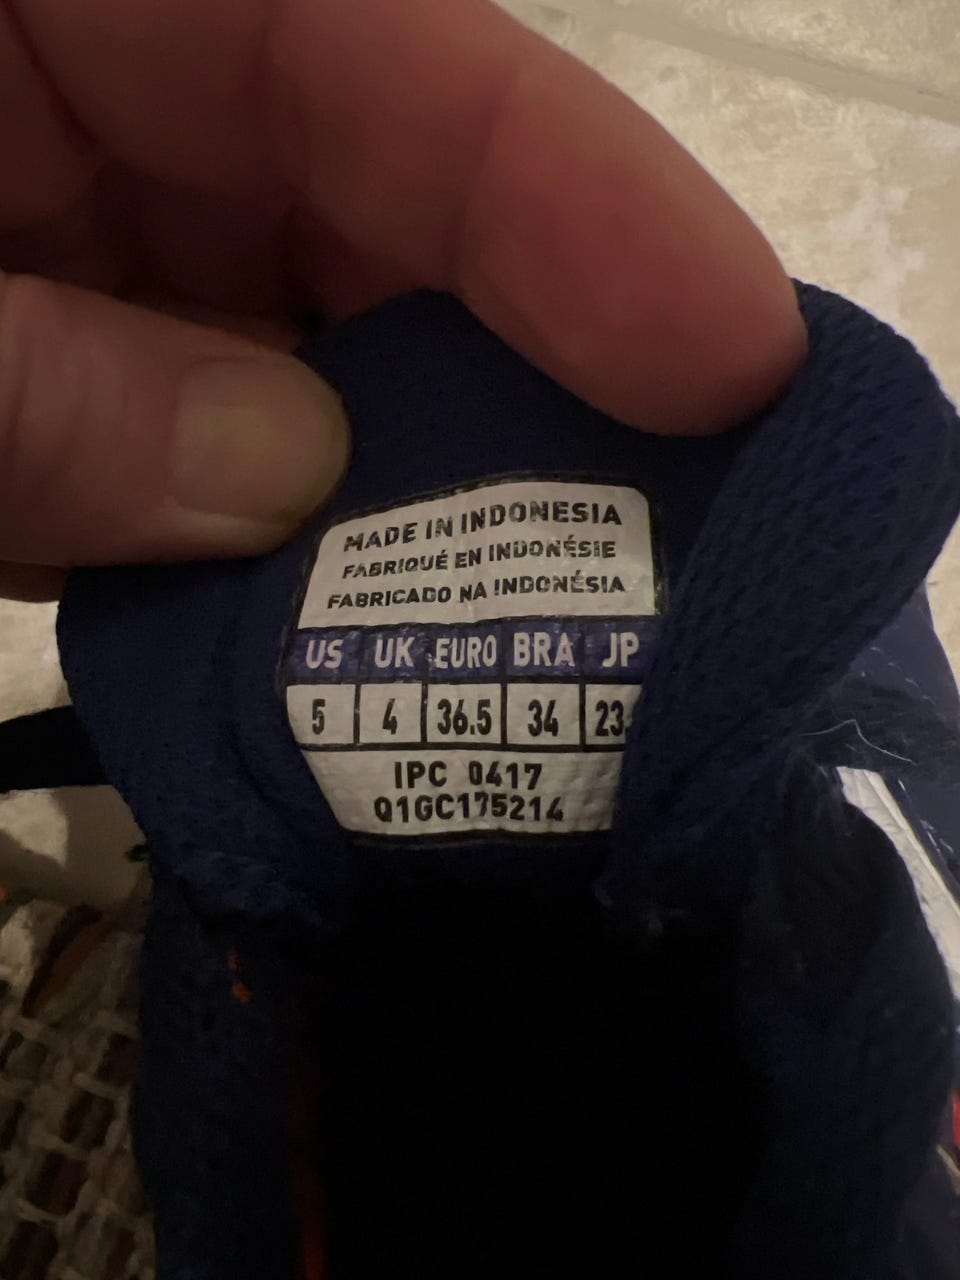 MADE IN INDONESIA
FABRIQUÉ EN INDONÉSIE
FABRICADO NA INDONÉSIA
US UK EURO BRA JP
5 4 36.5 34 23
IPC 0417
Q1GC175214